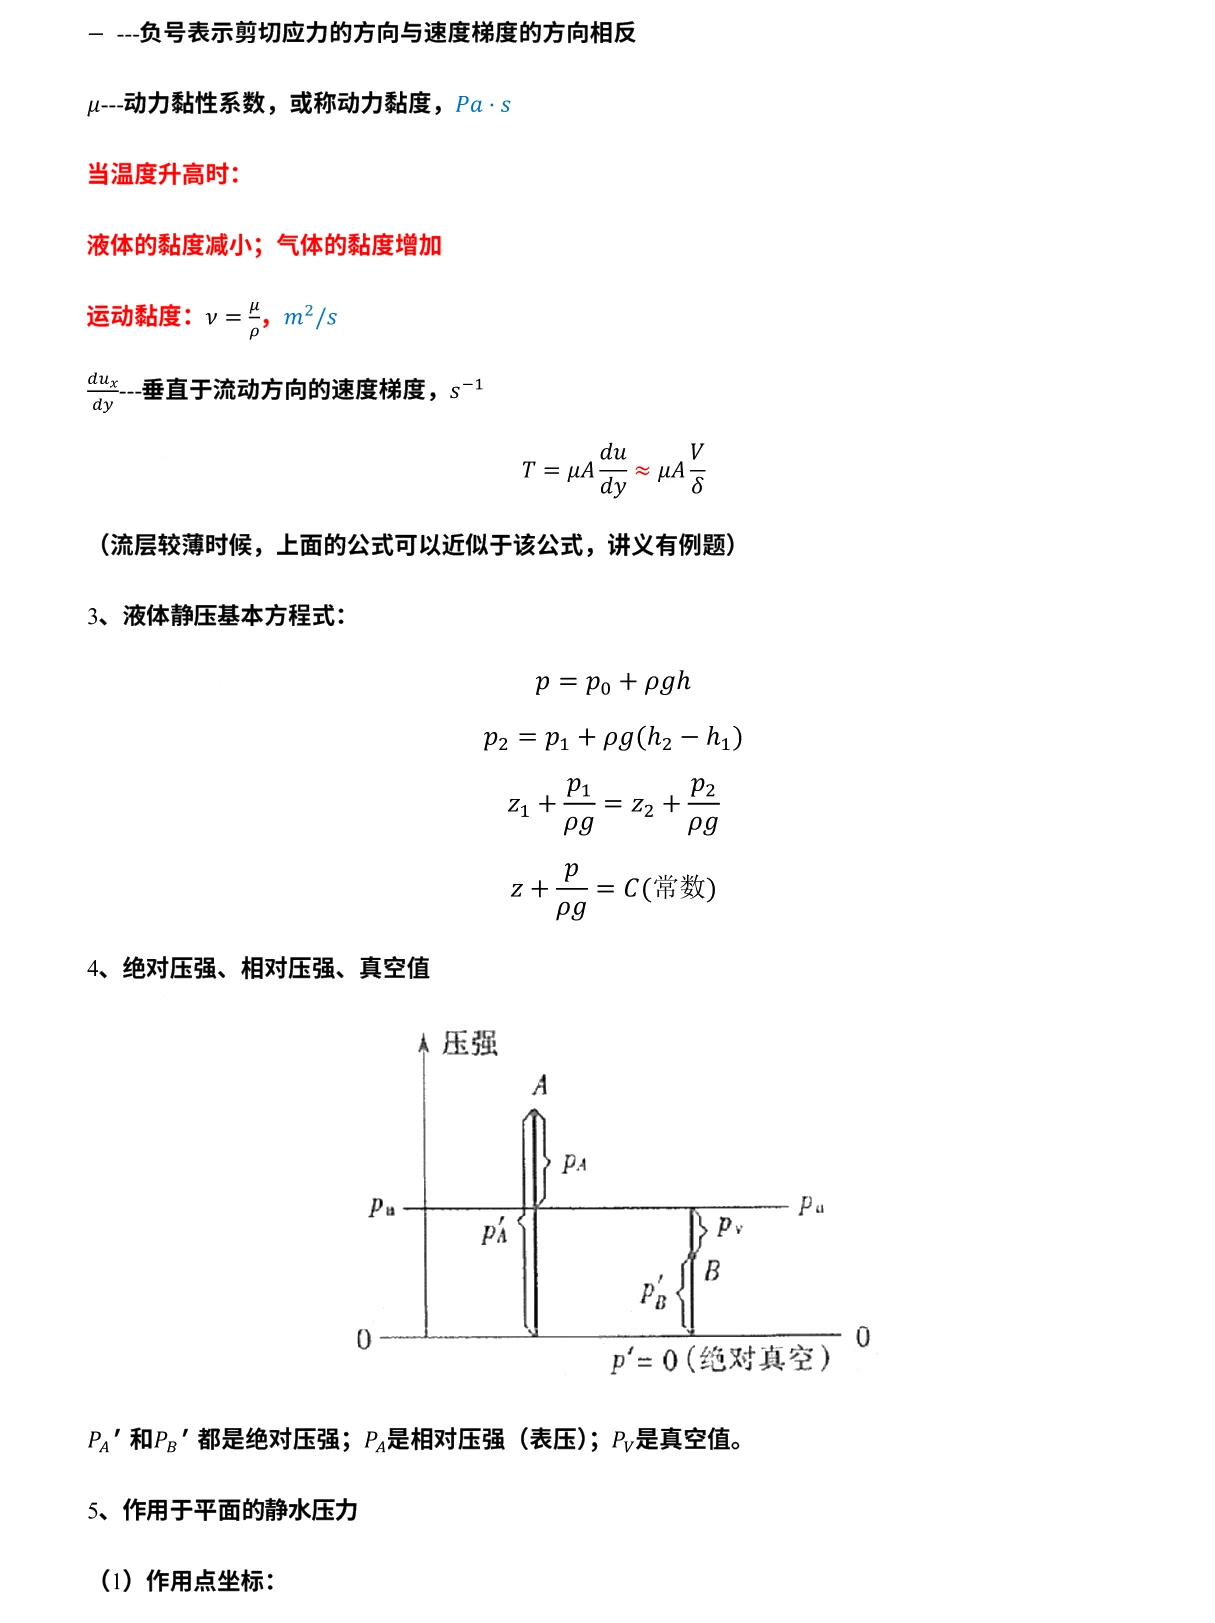 − ---负号表示剪切应力的方向与速度梯度的方向相反
μ---动力黏性系数，或称动力黏度，Pa · s
当温度升高时：
液体的黏度减小；气体的黏度增加
运动黏度：ν = μ/ρ，m²/s
du_x/dy---垂直于流动方向的速度梯度，s⁻¹
T = μA du/dy ≈ μA V/δ
（流层较薄时候，上面的公式可以近似于该公式，讲义有例题）
3、液体静压基本方程式：
p = p₀ + ρgh
p₂ = p₁ + ρg(h₂ − h₁)
z₁ + p₁/ρg = z₂ + p₂/ρg
z + p/ρg = C(常数)
4、绝对压强、相对压强、真空值
压强
A
p_A
p_a
p_a
p′_A
p_v
B
p′_B
0
0
p′= 0 (绝对真空)
P_A′ 和P_B′ 都是绝对压强；P_A是相对压强（表压）；P_V是真空值。
5、作用于平面的静水压力
（1）作用点坐标：